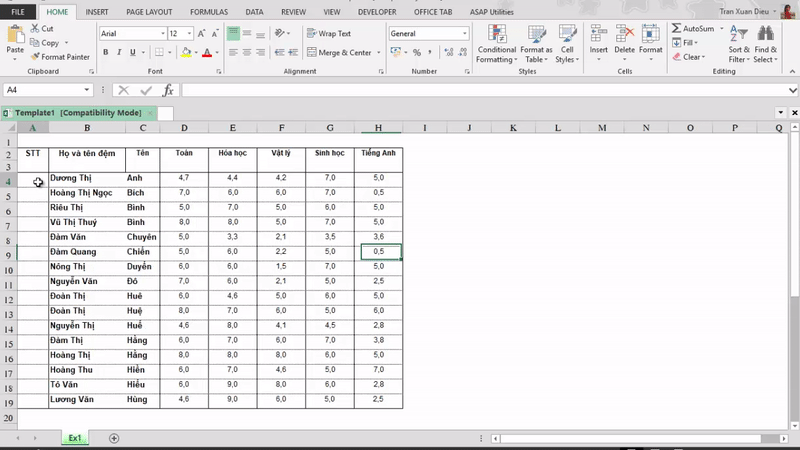 FILE HOME INSERT PAGE LAYOUT FORMULAS DATA REVIEW VIEW DEVELOPER OFFICE TAB ASAP Utilities Tran Xuan Dieu
Cut Arial 12 Wrap Text General AutoSum
Copy Fill
Paste Format Painter B I U Merge & Center Conditional Formatting Format as Table Cell Styles Insert Delete Format Clear Sort & Filter Find & Select
Clipboard Font Alignment Number Styles Cells Editing
A4 fx
Template1 [Compatibility Mode]
A B C D E F G H I J K L M N O P Q
1
2 STT Họ và tên đệm Tên Toán Hóa học Vật lý Sinh học Tiếng Anh
3
4 Dương Thị Anh 4,7 4,4 4,2 7,0 5,0
5 Hoàng Thị Ngọc Bích 7,0 6,0 6,0 7,0 0,5
6 Riêu Thị Bình 5,0 7,0 5,0 6,0 5,0
7 Vũ Thị Thuý Bình 8,0 8,0 5,0 7,0 5,0
8 Đàm Văn Chuyên 5,0 3,3 2,1 3,5 3,6
9 Đàm Quang Chiến 5,0 6,0 2,2 5,0 0,5
10 Nông Thị Duyến 6,0 6,0 1,5 7,0 5,0
11 Nguyễn Văn Đô 7,0 6,0 2,1 5,0 2,5
12 Đoàn Thị Huê 6,0 4,6 5,0 6,0 5,0
13 Đoàn Thị Huệ 8,0 7,0 6,0 5,0 6,0
14 Nguyễn Thị Huế 4,6 8,0 4,1 4,5 2,8
15 Đàm Thị Hằng 6,0 6,0 5,0 7,0 3,8
16 Hoàng Thị Hằng 8,0 8,0 8,0 6,0 5,0
17 Hoàng Thu Hiền 6,0 7,0 4,6 5,0 7,0
18 Tô Văn Hiếu 6,0 9,0 8,0 6,0 2,8
19 Lương Văn Hùng 4,6 9,0 6,0 5,0 2,5
20
Ex1